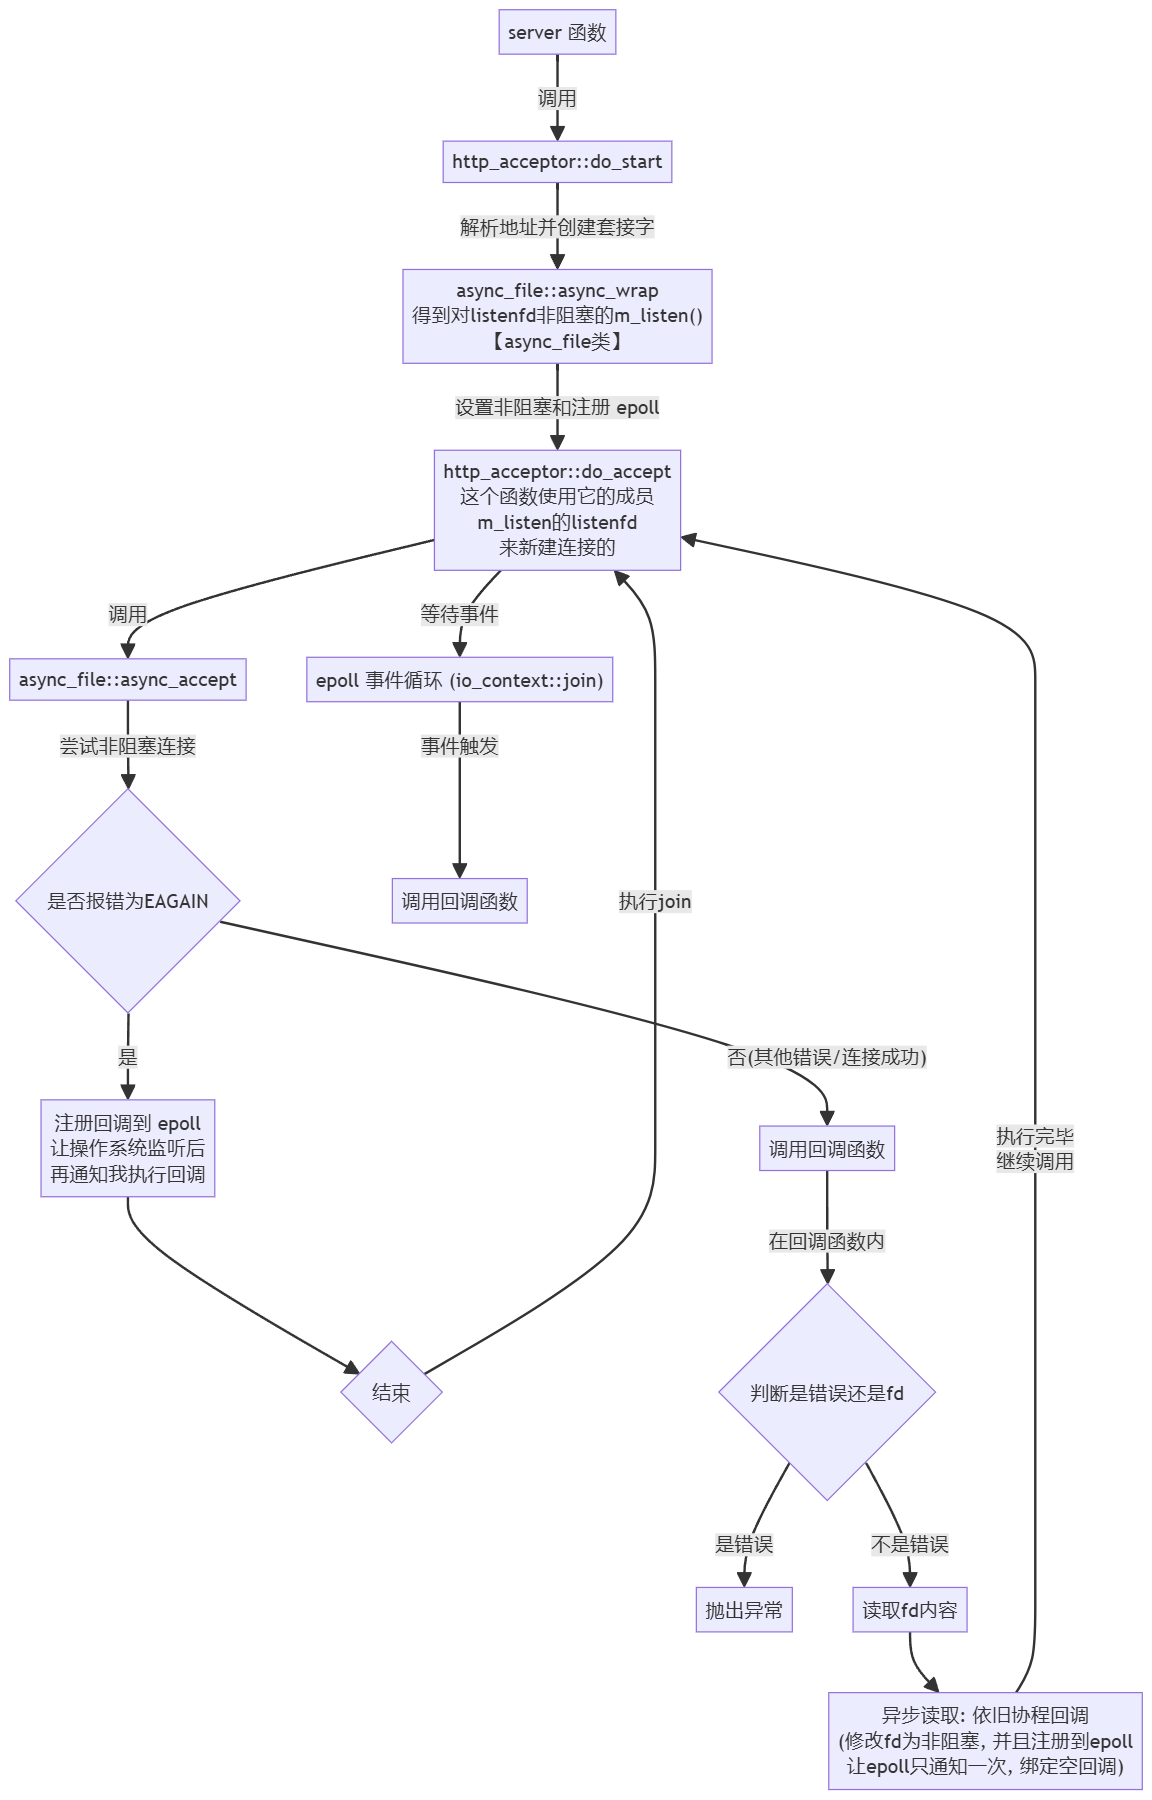 server 函数
调用
http_acceptor::do_start
解析地址并创建套接字
async_file::async_wrap
得到对listenfd非阻塞的m_listen()
【async_file类】
设置非阻塞和注册 epoll
http_acceptor::do_accept
这个函数使用它的成员
m_listen的listenfd
来新建连接的
调用
等待事件
async_file::async_accept
epoll 事件循环 (io_context::join)
尝试非阻塞连接
事件触发
是否报错为EAGAIN
调用回调函数
执行join
是
否(其他错误/连接成功)
注册回调到 epoll
让操作系统监听后
再通知我执行回调
调用回调函数
执行完毕
继续调用
在回调函数内
结束
判断是错误还是fd
是错误
不是错误
抛出异常
读取fd内容
异步读取: 依旧协程回调
(修改fd为非阻塞, 并且注册到epoll
让epoll只通知一次, 绑定空回调)